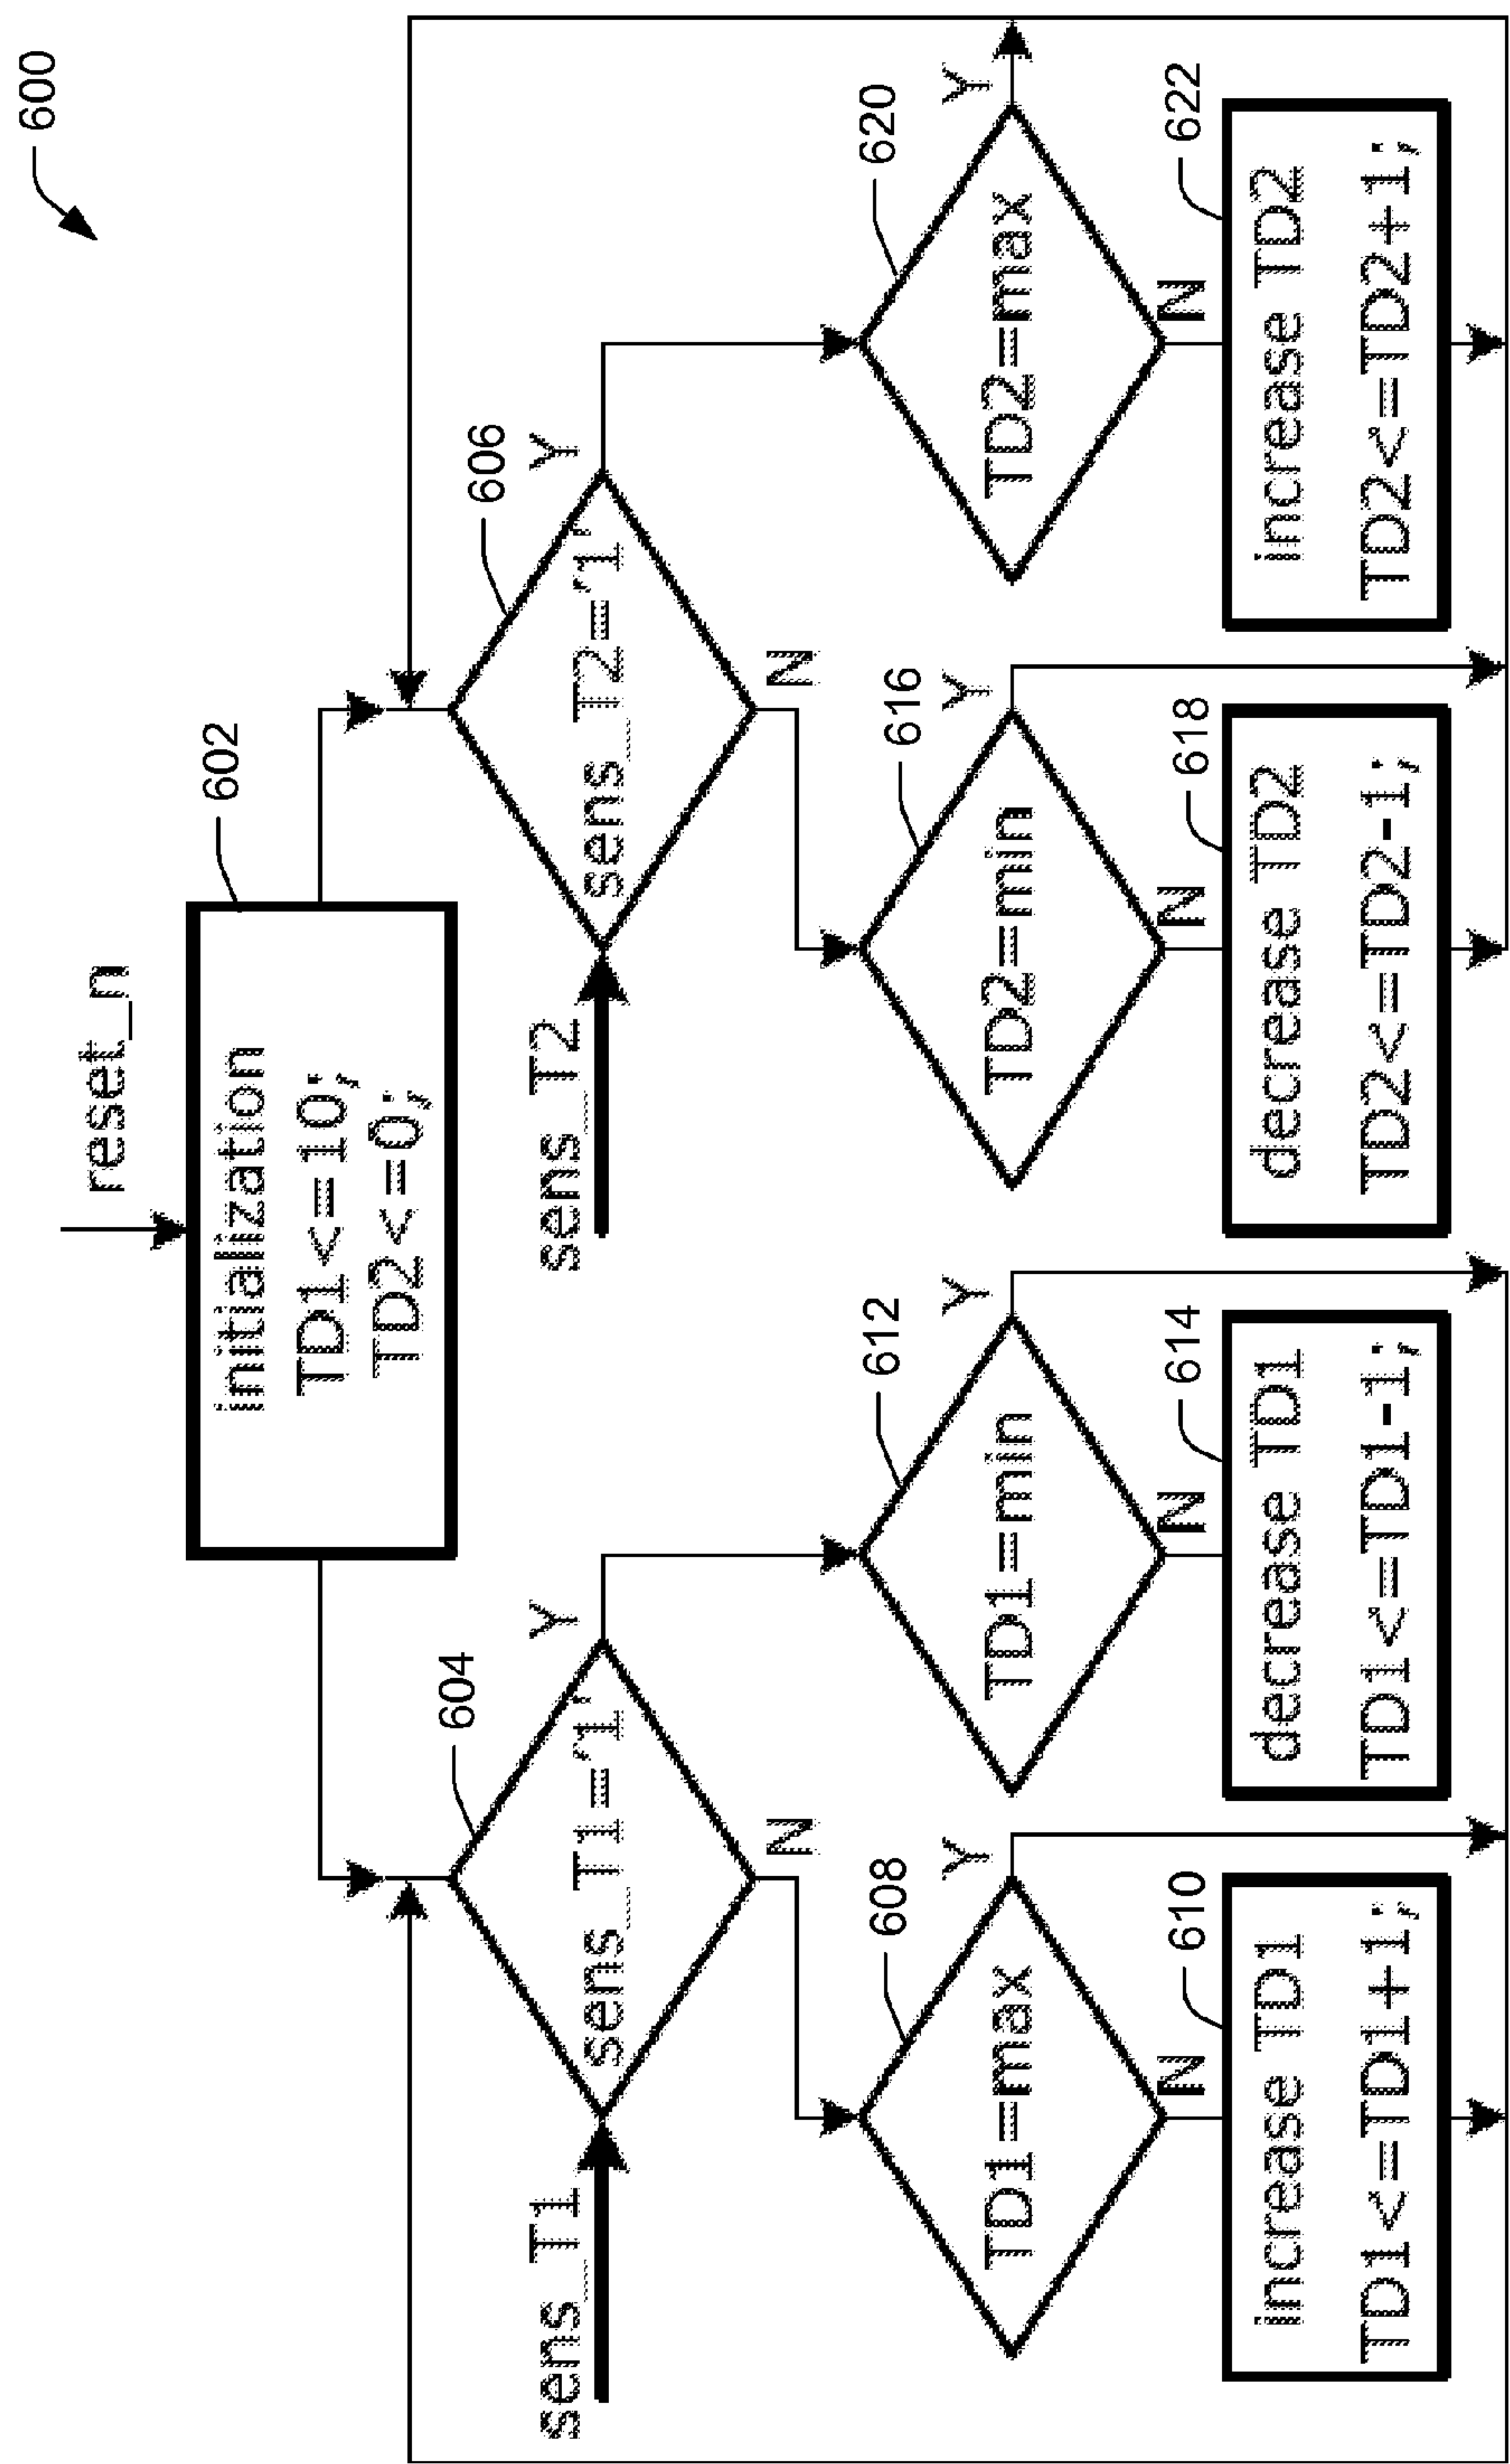 600
reset_n
602
initialization
TD1<=10;
TD2<=0;
sens_T1
604
sens_T1='1'
Y
N
sens_T2
606
sens_T2='1'
Y
N
608
TD1=max
Y
N
612
TD1=min
Y
N
616
TD2=min
Y
N
620
TD2=max
Y
N
610
increase TD1
TD1<=TD1+1;
614
decrease TD1
TD1<=TD1-1;
618
decrease TD2
TD2<=TD2-1;
622
increase TD2
TD2<=TD2+1;